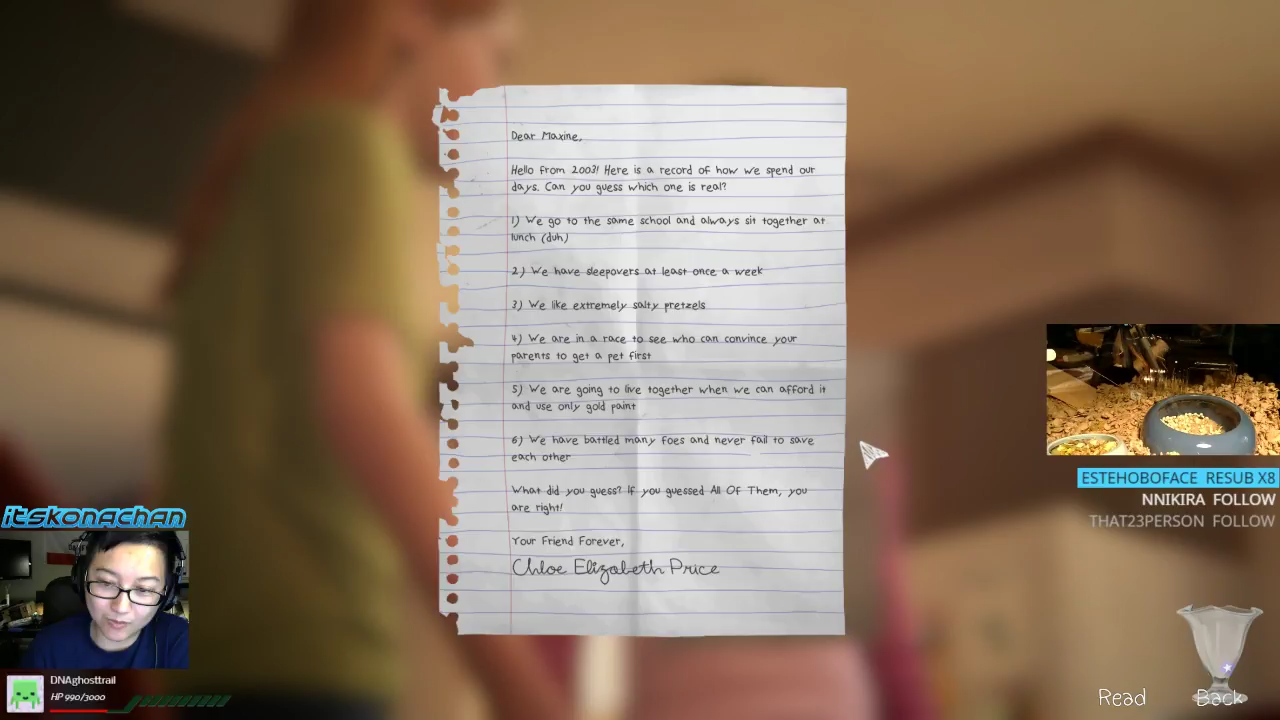 Dear Maxine,
Hello from 2003! Here is a record of how we spend our
days. Can you guess which one is real?
1) We go to the same school and always sit together at
lunch (duh)
2) We have sleepovers at least once a week
3) We like extremely salty pretzels
4) We are in a race to see who can convince your
parents to get a pet first
5) We are going to live together when we can afford it
and use only gold paint
6) We have battled many foes and never fail to save
each other
What did you guess? If you guessed All Of Them, you
are right!
Your Friend Forever,
Chloe Elizabeth Price
ESTEHOBOFACE RESUB X8
NNIKIRA FOLLOW
THAT23PERSON FOLLOW
itskonachan
DNAghosttrail
HP 990/3000
Read
Back